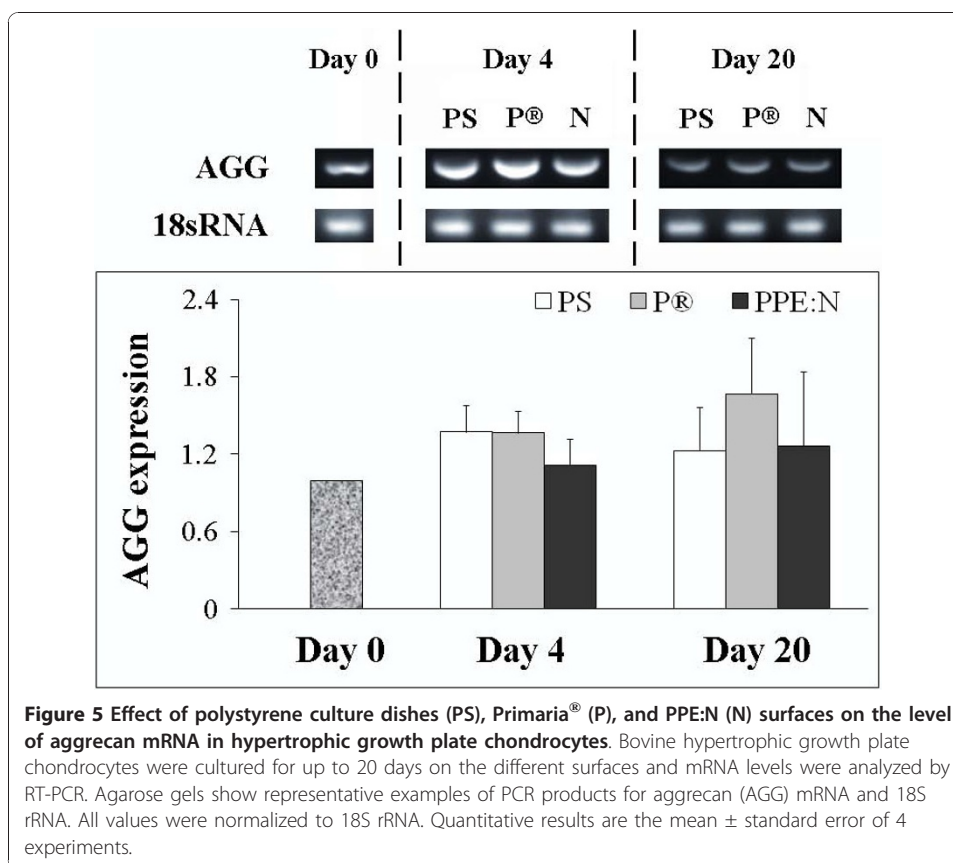 Day 0 Day 4 Day 20
PS P® N PS P® N
AGG
18sRNA
2.4 PS P® PPE:N
1.8
1.2
0.6
0
AGG expression
Day 0 Day 4 Day 20
Figure 5 Effect of polystyrene culture dishes (PS), Primaria® (P), and PPE:N (N) surfaces on the level
of aggrecan mRNA in hypertrophic growth plate chondrocytes. Bovine hypertrophic growth plate
chondrocytes were cultured for up to 20 days on the different surfaces and mRNA levels were analyzed by
RT-PCR. Agarose gels show representative examples of PCR products for aggrecan (AGG) mRNA and 18S
rRNA. All values were normalized to 18S rRNA. Quantitative results are the mean ± standard error of 4
experiments.